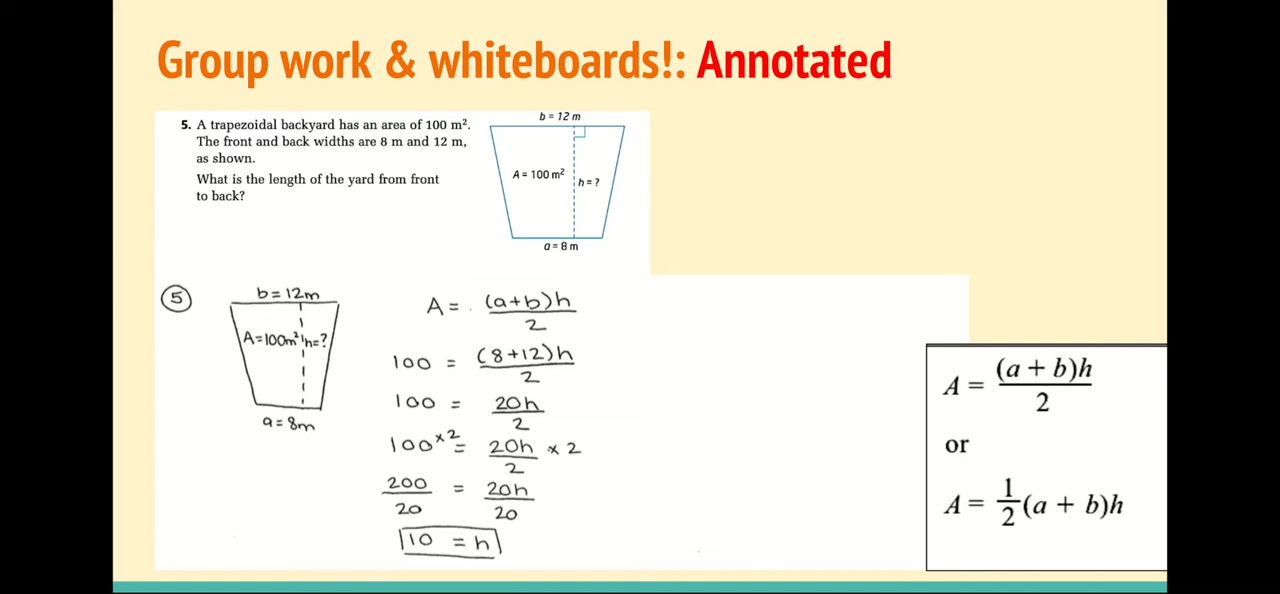 Group work & whiteboards!: Annotated
5. A trapezoidal backyard has an area of 100 m².
The front and back widths are 8 m and 12 m,
as shown.
What is the length of the yard from front
to back?
b = 12 m
A = 100 m²
h = ?
a = 8 m
5
b = 12m
A=100m²
h=?
a = 8m
A = (a+b)h / 2
100 = (8+12)h / 2
100 = 20h / 2
100 × 2 = 20h / 2 × 2
200 / 20 = 20h / 20
10 = h
A = (a + b)h / 2
or
A = 1/2 (a + b)h